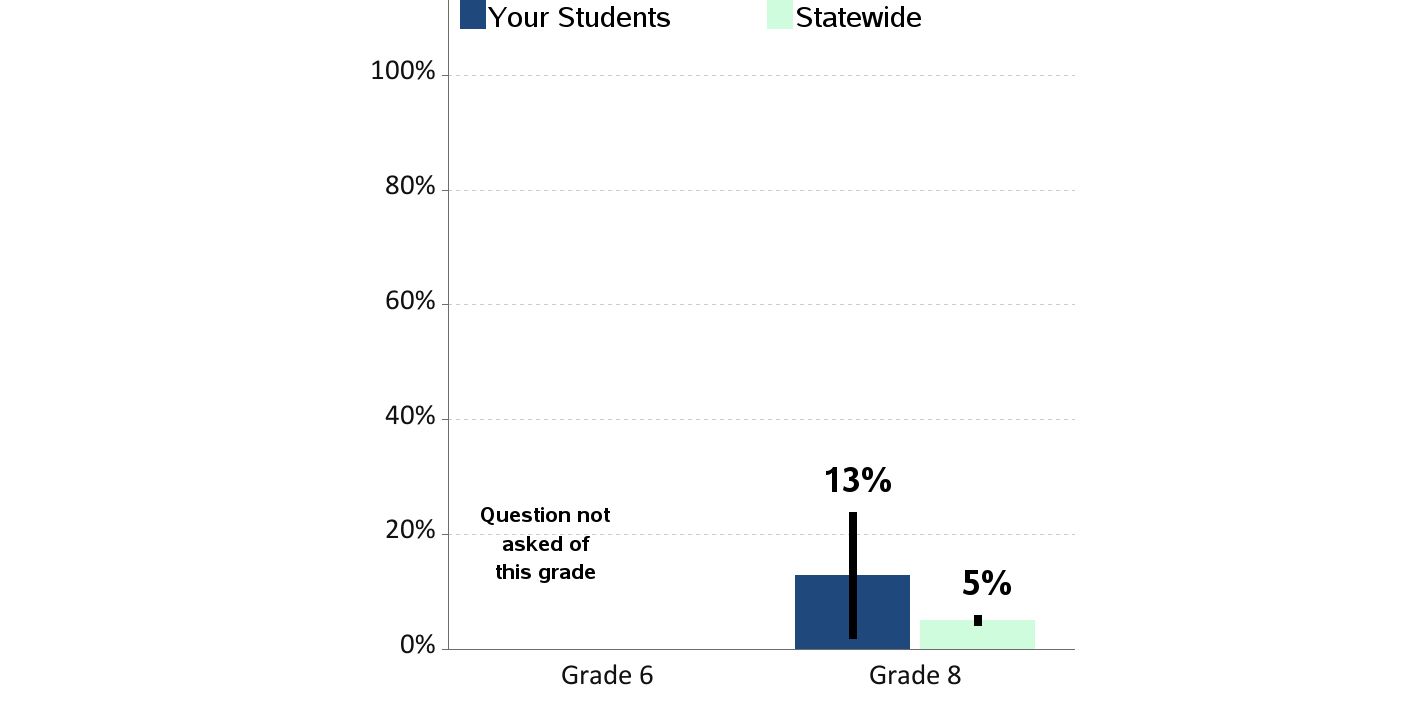 Your Students Statewide
100%
80%
60%
40%
20%
0%
13%
5%
Question not
asked of
this grade
Grade 6 Grade 8